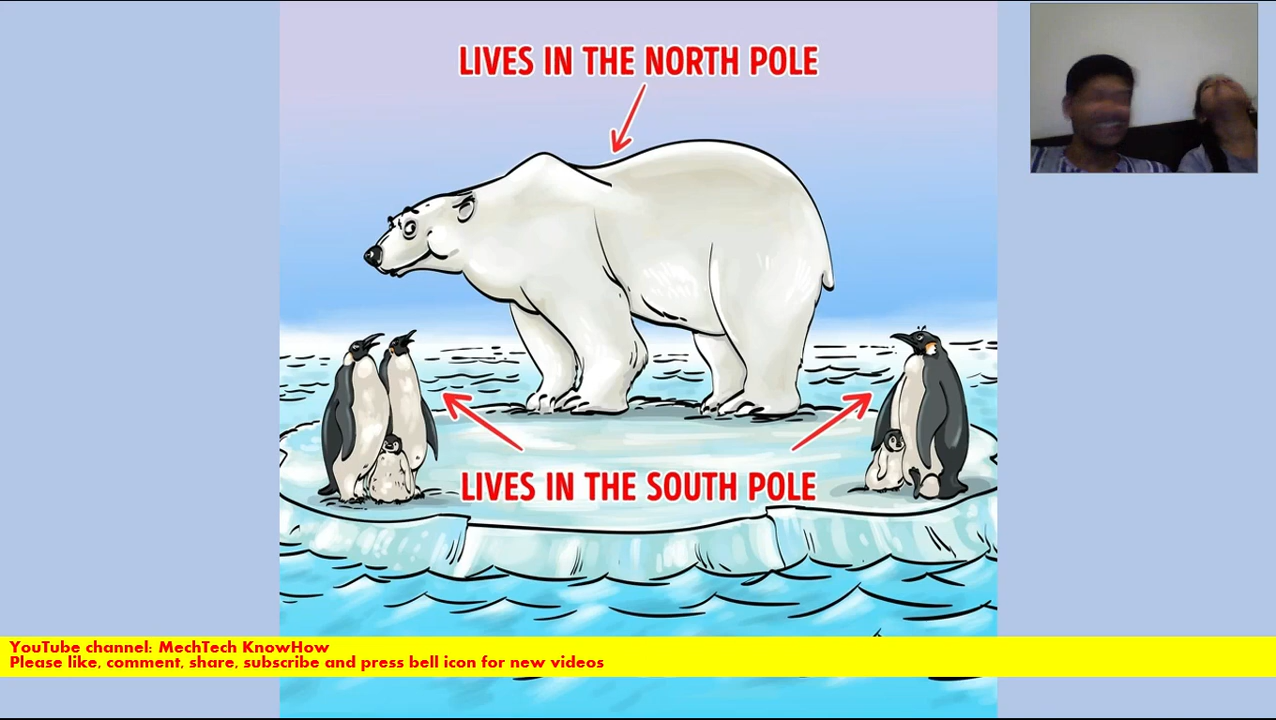 LIVES IN THE NORTH POLE
LIVES IN THE SOUTH POLE
YouTube channel: MechTech KnowHow
Please like, comment, share, subscribe and press bell icon for new videos